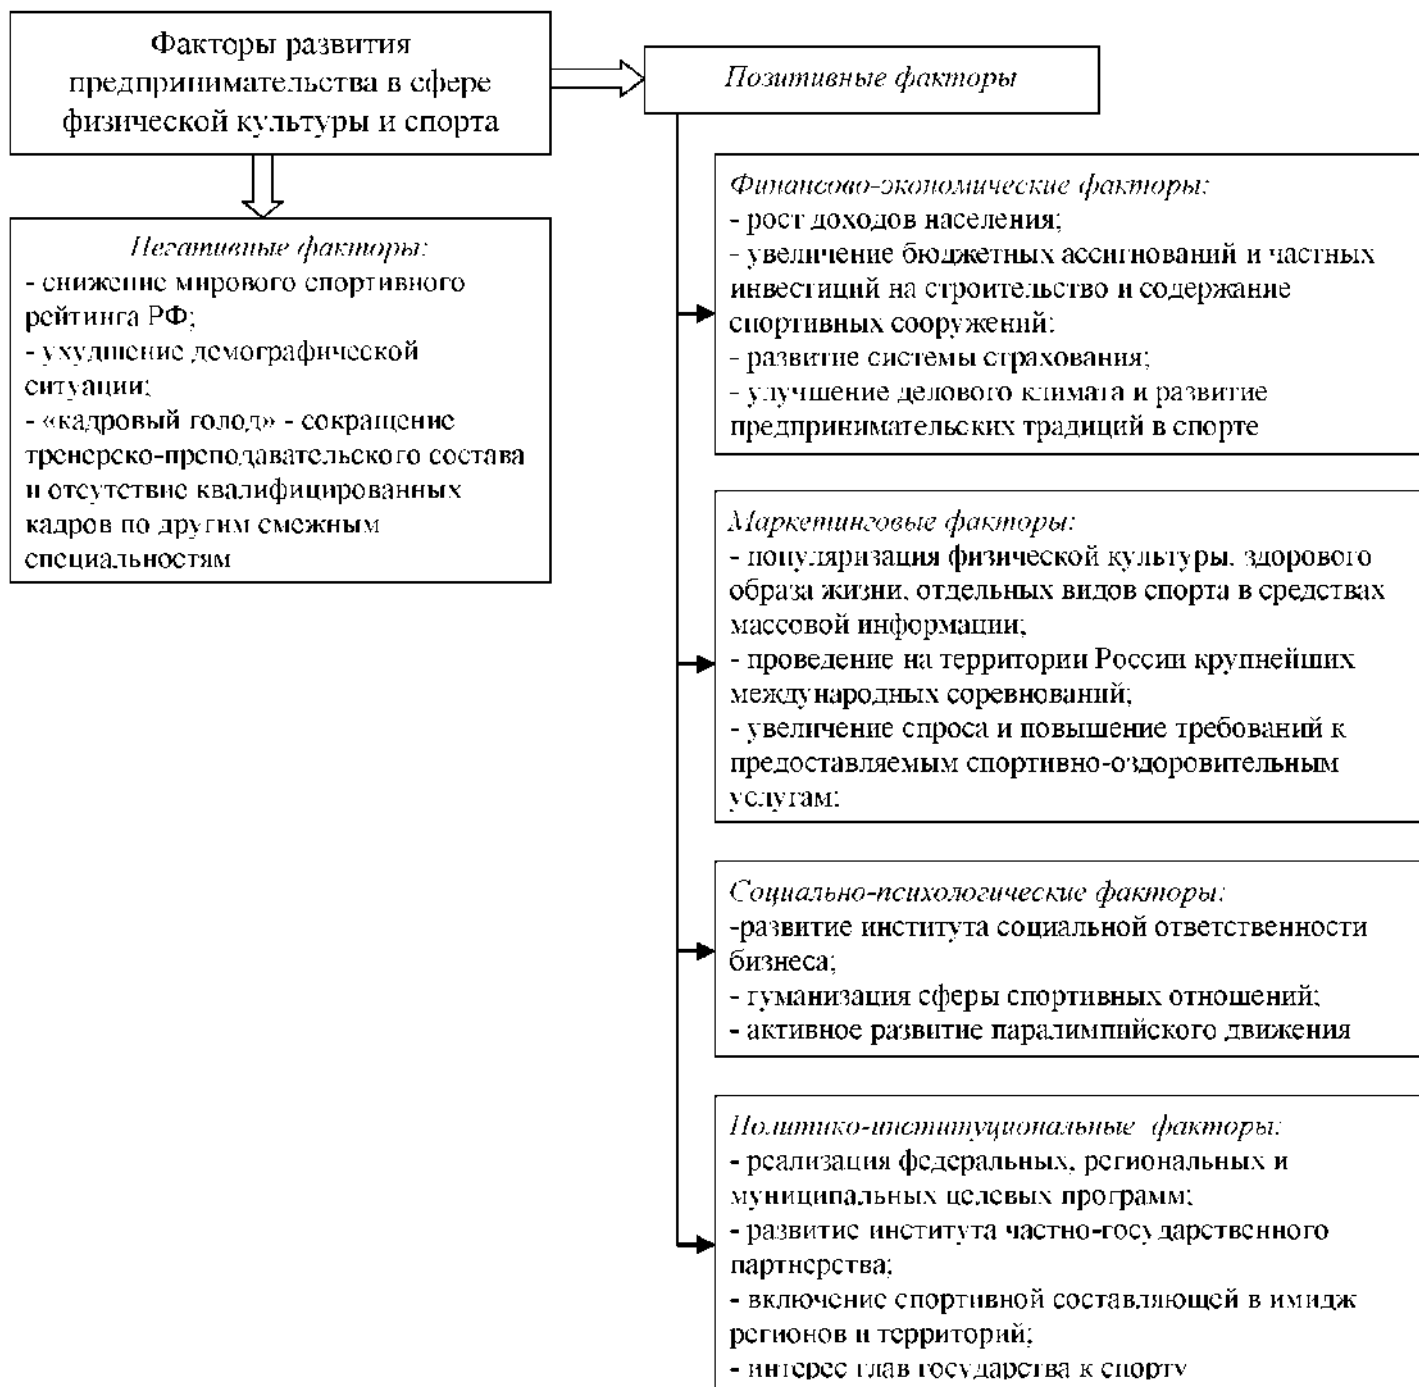 Факторы развития
предпринимательства в сфере
физической культуры и спорта
Позитивные факторы
Негативные факторы:
- снижение мирового спортивного
рейтинга РФ;
- ухудшение демографической
ситуации;
- «кадровый голод» - сокращение
тренерско-преподавательского состава
и отсутствие квалифицированных
кадров по другим смежным
специальностям
Финансово-экономические факторы:
- рост доходов населения;
- увеличение бюджетных ассигнований и частных
инвестиций на строительство и содержание
спортивных сооружений;
- развитие системы страхования;
- улучшение делового климата и развитие
предпринимательских традиций в спорте
Маркетинговые факторы:
- популяризация физической культуры, здорового
образа жизни, отдельных видов спорта в средствах
массовой информации;
- проведение на территории России крупнейших
международных соревнований;
- увеличение спроса и повышение требований к
предоставляемым спортивно-оздоровительным
услугам;
Социально-психологические факторы:
-развитие института социальной ответственности
бизнеса;
- гуманизация сферы спортивных отношений;
- активное развитие паралимпийского движения
Политико-институциональные факторы:
- реализация федеральных, региональных и
муниципальных целевых программ;
- развитие института частно-государственного
партнерства;
- включение спортивной составляющей в имидж
регионов и территорий;
- интерес глав государства к спорту